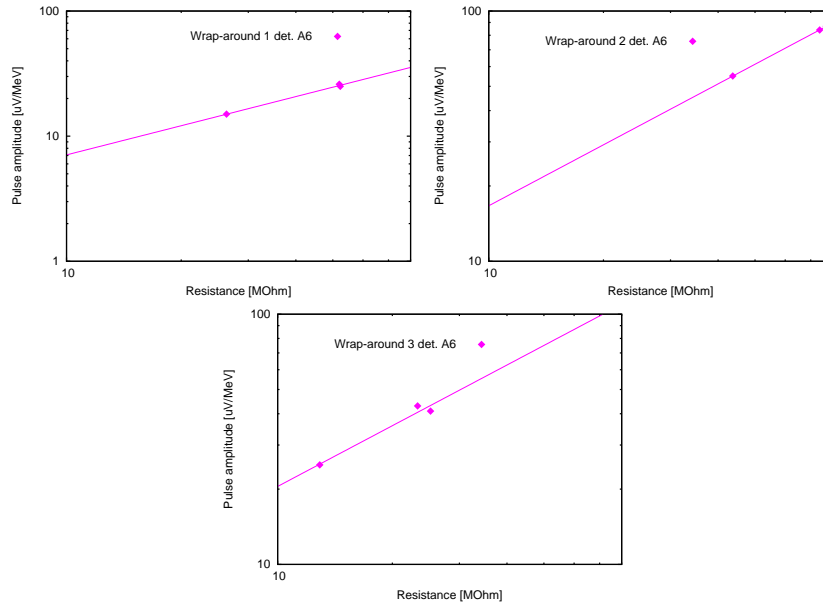 100
10
1
10
Pulse amplitude [uV/MeV]
Resistance [MOhm]
Wrap-around 1 det. A6
100
10
10
Pulse amplitude [uV/MeV]
Resistance [MOhm]
Wrap-around 2 det. A6
100
10
10
Pulse amplitude [uV/MeV]
Resistance [MOhm]
Wrap-around 3 det. A6